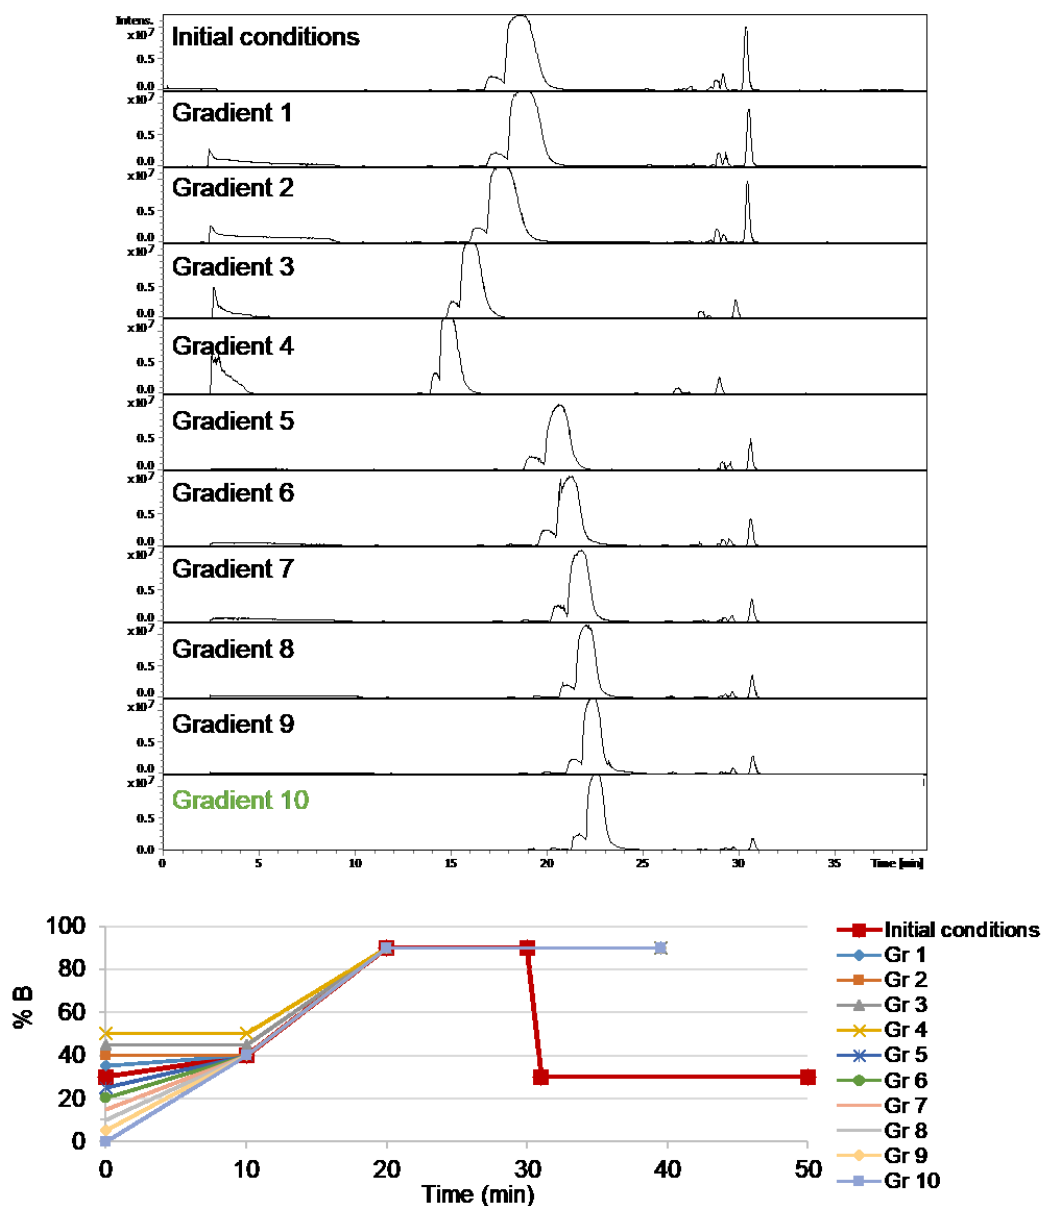 Intens.
x10⁷
Initial conditions
0.5
0.0
x10⁷
Gradient 1
0.5
0.0
x10⁷
Gradient 2
0.5
0.0
x10⁷
Gradient 3
0.5
0.0
x10⁷
Gradient 4
0.5
0.0
x10⁷
Gradient 5
0.5
0.0
x10⁷
Gradient 6
0.5
0.0
x10⁷
Gradient 7
0.5
0.0
x10⁷
Gradient 8
0.5
0.0
x10⁷
Gradient 9
0.5
0.0
x10⁷
Gradient 10
0.5
0.0
0 5 10 15 20 25 30 35 Time [min]
100
80
60
40
20
0
% B
0 10 20 30 40 50
Time (min)
Initial conditions
Gr 1
Gr 2
Gr 3
Gr 4
Gr 5
Gr 6
Gr 7
Gr 8
Gr 9
Gr 10